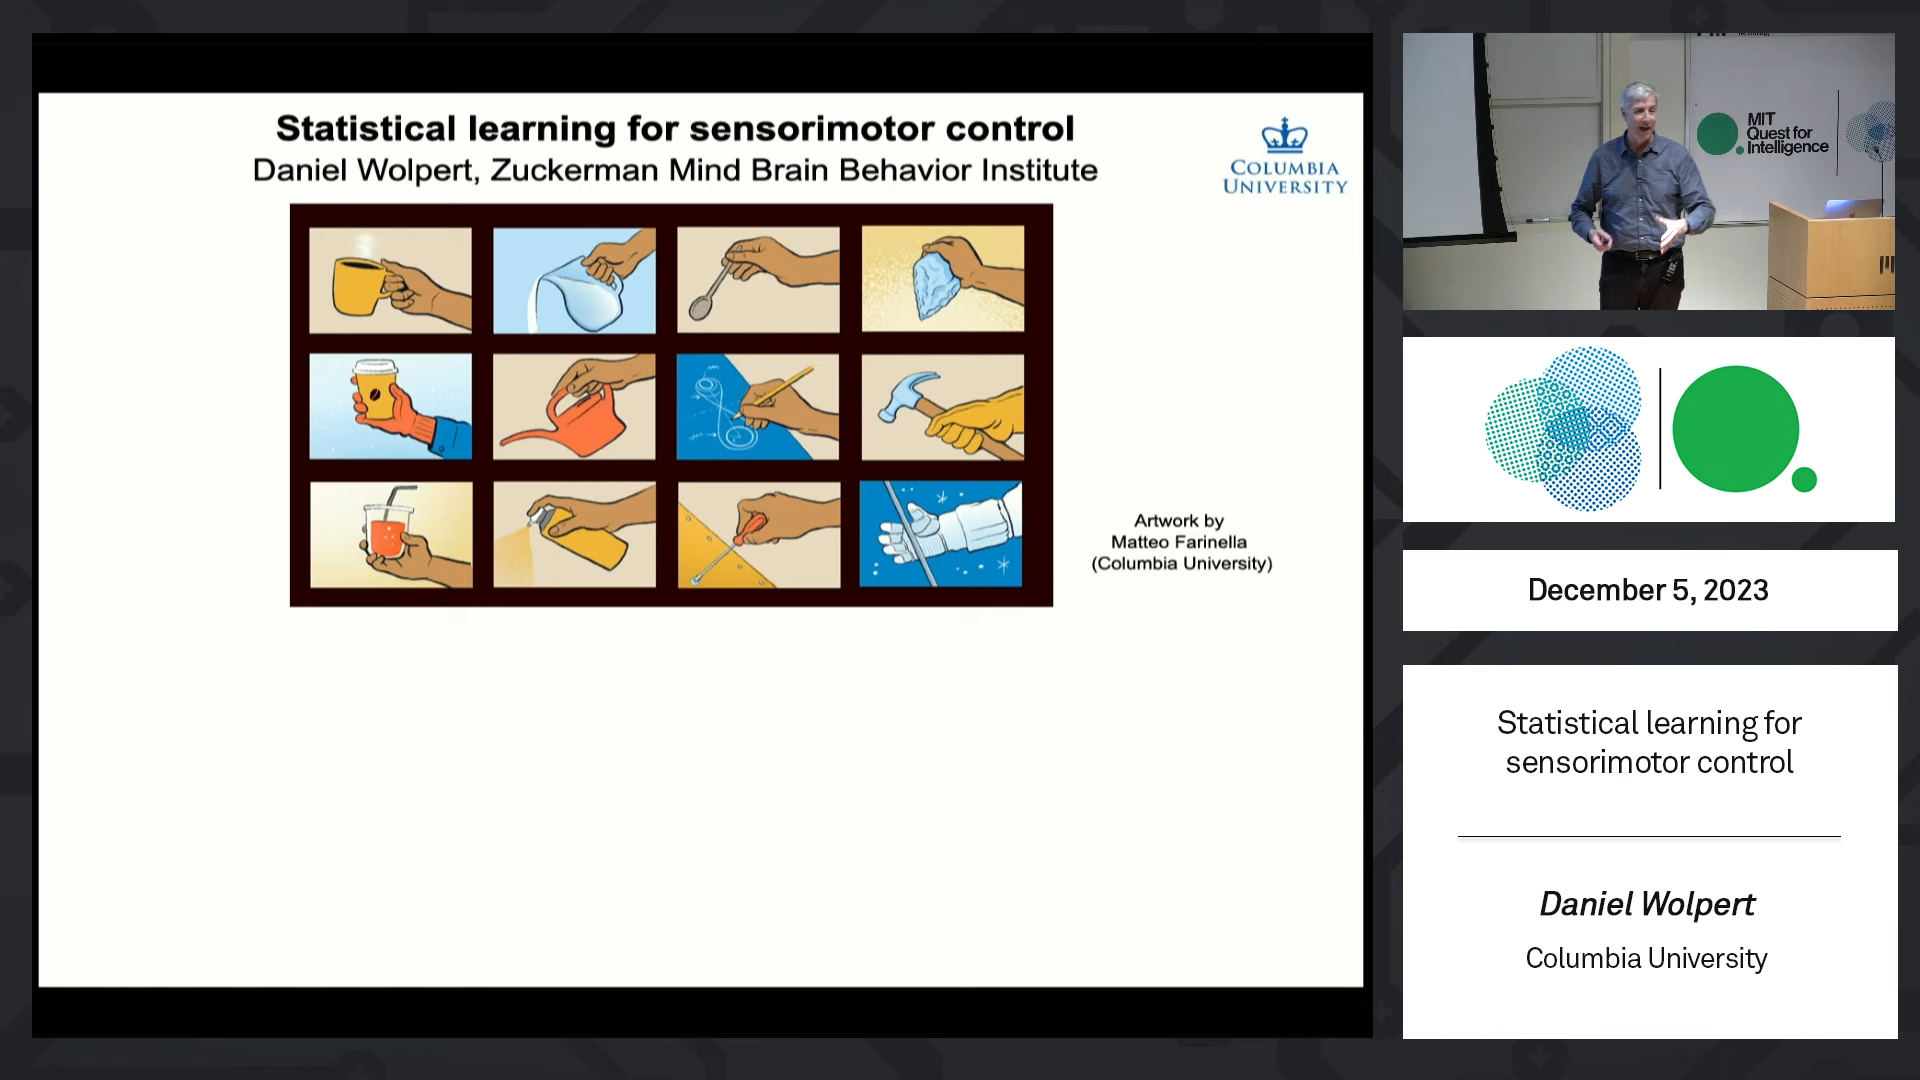 Statistical learning for sensorimotor control
Daniel Wolpert, Zuckerman Mind Brain Behavior Institute
COLUMBIA
UNIVERSITY
Artwork by
Matteo Farinella
(Columbia University)
MIT
Quest for
Intelligence
December 5, 2023
Statistical learning for
sensorimotor control
Daniel Wolpert
Columbia University